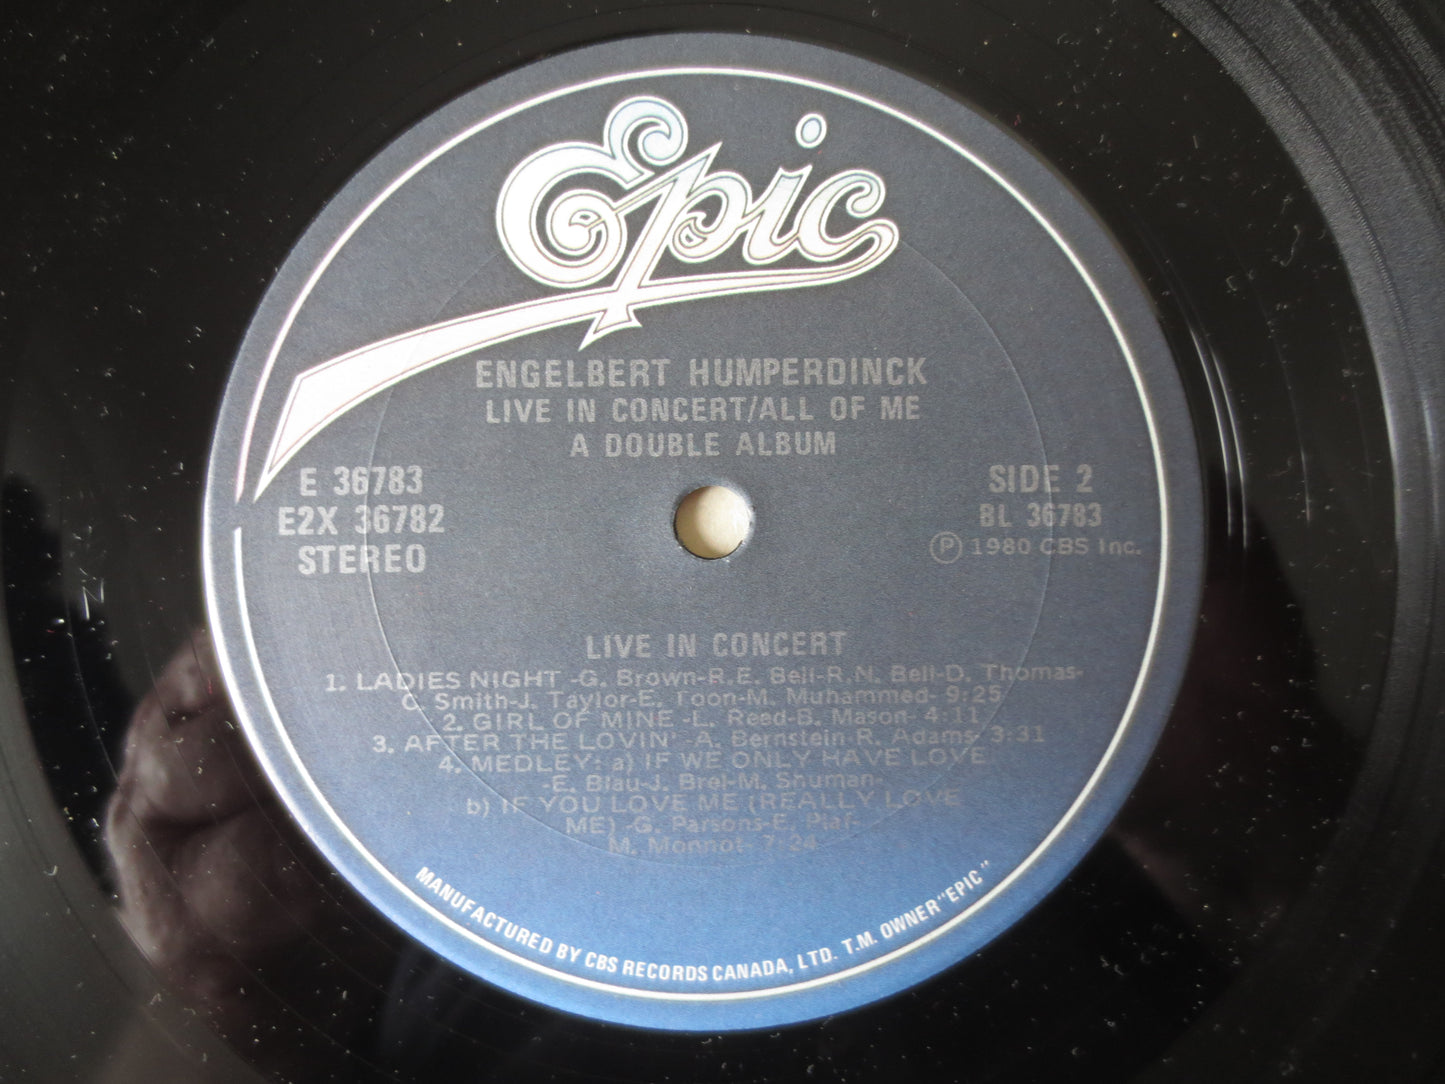 Epic
ENGELBERT HUMPERDINCK
LIVE IN CONCERT/ALL OF ME
A DOUBLE ALBUM
E 36783
E2X 36782
STEREO
SIDE 2
BL 36783
Ⓟ 1980 CBS Inc.
LIVE IN CONCERT
1. LADIES NIGHT -G. Brown-R.E. Bell-R.N. Bell-D. Thomas-
C. Smith-J. Taylor-E. Toon-M. Muhammed- 9:25
2. GIRL OF MINE -L. Reed-B. Mason- 4:11
3. AFTER THE LOVIN' -A. Bernstein-R. Adams- 3:31
4. MEDLEY: a) IF WE ONLY HAVE LOVE
-E. Blau-J. Brel-M. Shuman-
b) IF YOU LOVE ME (REALLY LOVE
ME) -G. Parsons-E. Piaf-
M. Monnot- 7:24
MANUFACTURED BY CBS RECORDS CANADA, LTD. T.M. OWNER "EPIC"